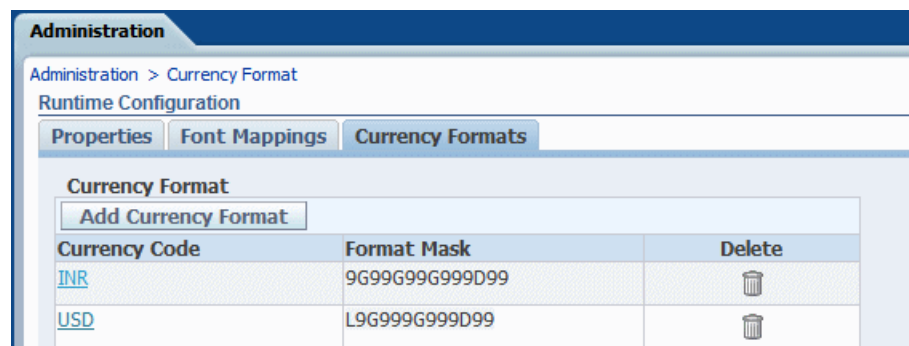 Administration
Administration > Currency Format
Runtime Configuration
Properties Font Mappings Currency Formats
Currency Format
Add Currency Format
Currency Code Format Mask Delete
INR 9G99G99G999D99
USD L9G999G999D99